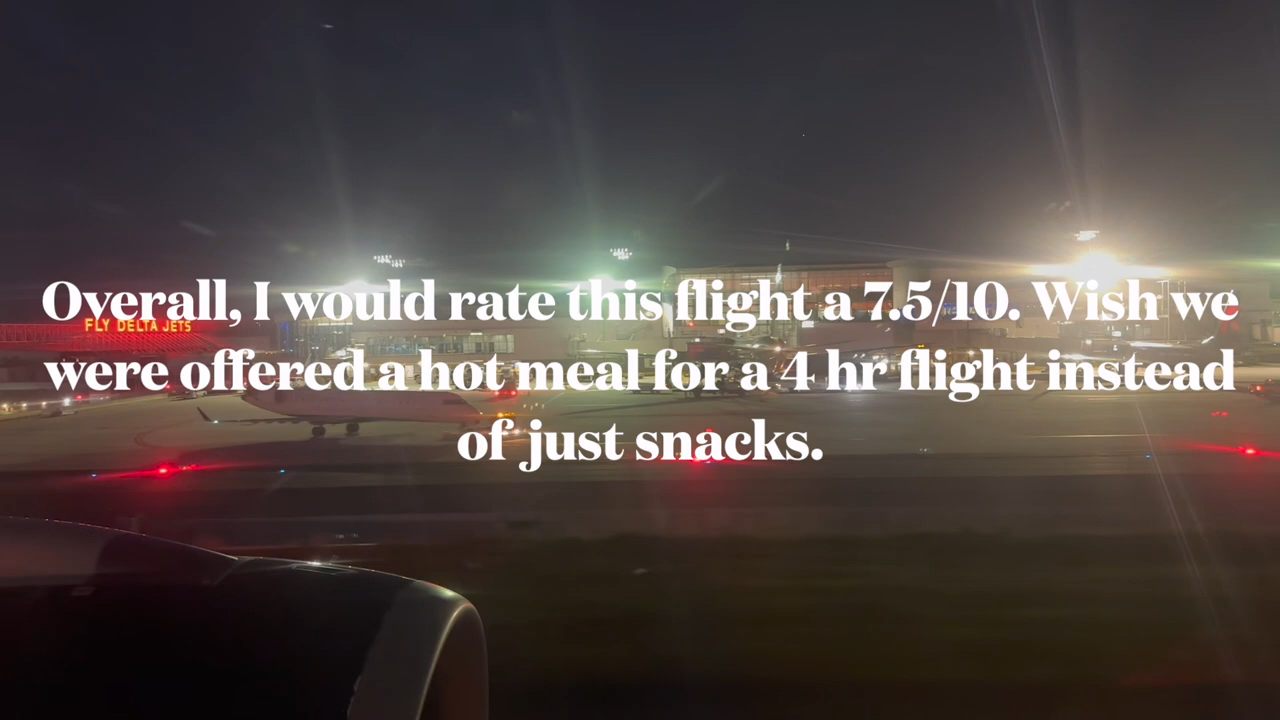 Overall, I would rate this flight a 7.5/10. Wish we
FLY DELTA JETS
were offered a hot meal for a 4 hr flight instead
of just snacks.